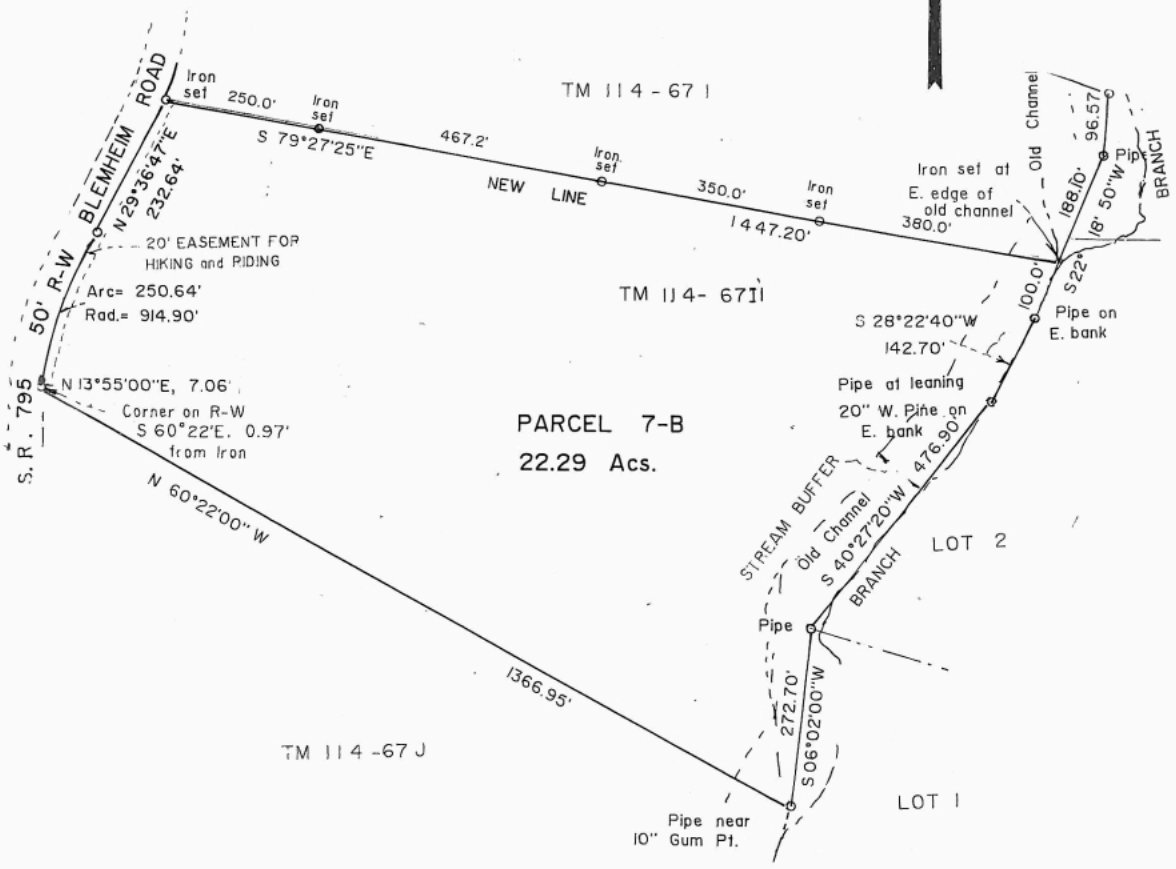 BLEMHEIM ROAD
50' R-W
S.R. 795
Iron
set
250.0'
Iron
set
S 79°27'25"E
467.2'
NEW LINE
Iron
set
350.0'
1447.20'
Iron
set
380.0'
TM 114-67 I
Iron set at
E. edge of
old channel
Old Channel
96.57
Pipe
BRANCH
188.10'
S 22° 18' 50"W
100.0'
Pipe on
E. bank
N 29°36'47"E
232.64'
20' EASEMENT FOR
HIKING and RIDING
Arc= 250.64'
Rad.= 914.90'
N 13°55'00"E, 7.06'
Corner on R-W
S 60°22'E. 0.97'
from Iron
TM 114-67II
S 28°22'40"W
142.70'
Pipe at leaning
20" W. Pine on
E. bank
PARCEL 7-B
22.29 Acs.
STREAM BUFFER
Old Channel
S 40°27'20"W 476.90'
BRANCH
LOT 2
N 60°22'00" W
1366.95'
Pipe
272.70'
S 06°02'00"W
TM 114-67 J
LOT 1
Pipe near
10" Gum Pt.